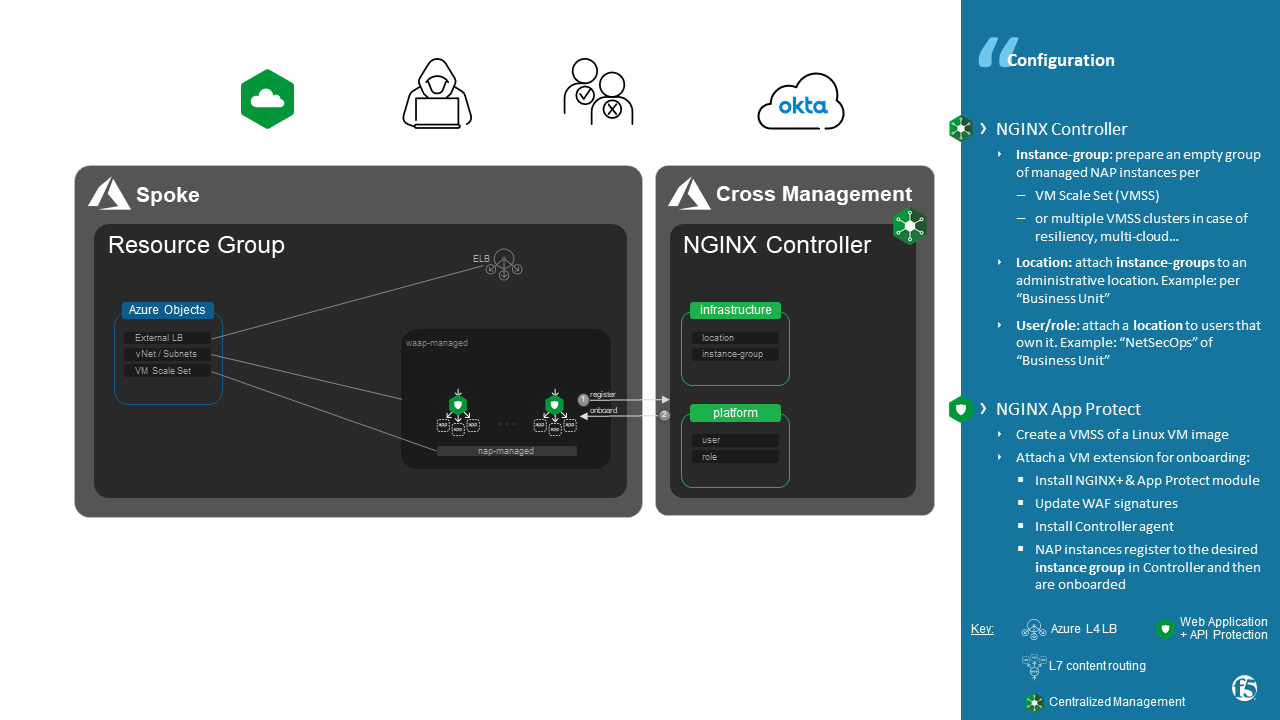 okta
Spoke
Resource Group
ELB
Azure Objects
External LB
vNet / Subnets
VM Scale Set
waap-managed
app
app
app
. . .
app
app
app
nap-managed
1
register
onboard
2
Cross Management
NGINX Controller
infrastructure
location
instance-group
platform
user
role
“
Configuration
❯ NGINX Controller
‣ Instance-group: prepare an empty group
of managed NAP instances per
– VM Scale Set (VMSS)
– or multiple VMSS clusters in case of
resiliency, multi-cloud…
‣ Location: attach instance-groups to an
administrative location. Example: per
“Business Unit”
‣ User/role: attach a location to users that
own it. Example: “NetSecOps” of
“Business Unit”
❯ NGINX App Protect
‣ Create a VMSS of a Linux VM image
‣ Attach a VM extension for onboarding:
▪ Install NGINX+ & App Protect module
▪ Update WAF signatures
▪ Install Controller agent
▪ NAP instances register to the desired
instance group in Controller and then
are onboarded
Key:
Azure L4 LB
Web Application
+ API Protection
L7 content routing
Centralized Management
f5